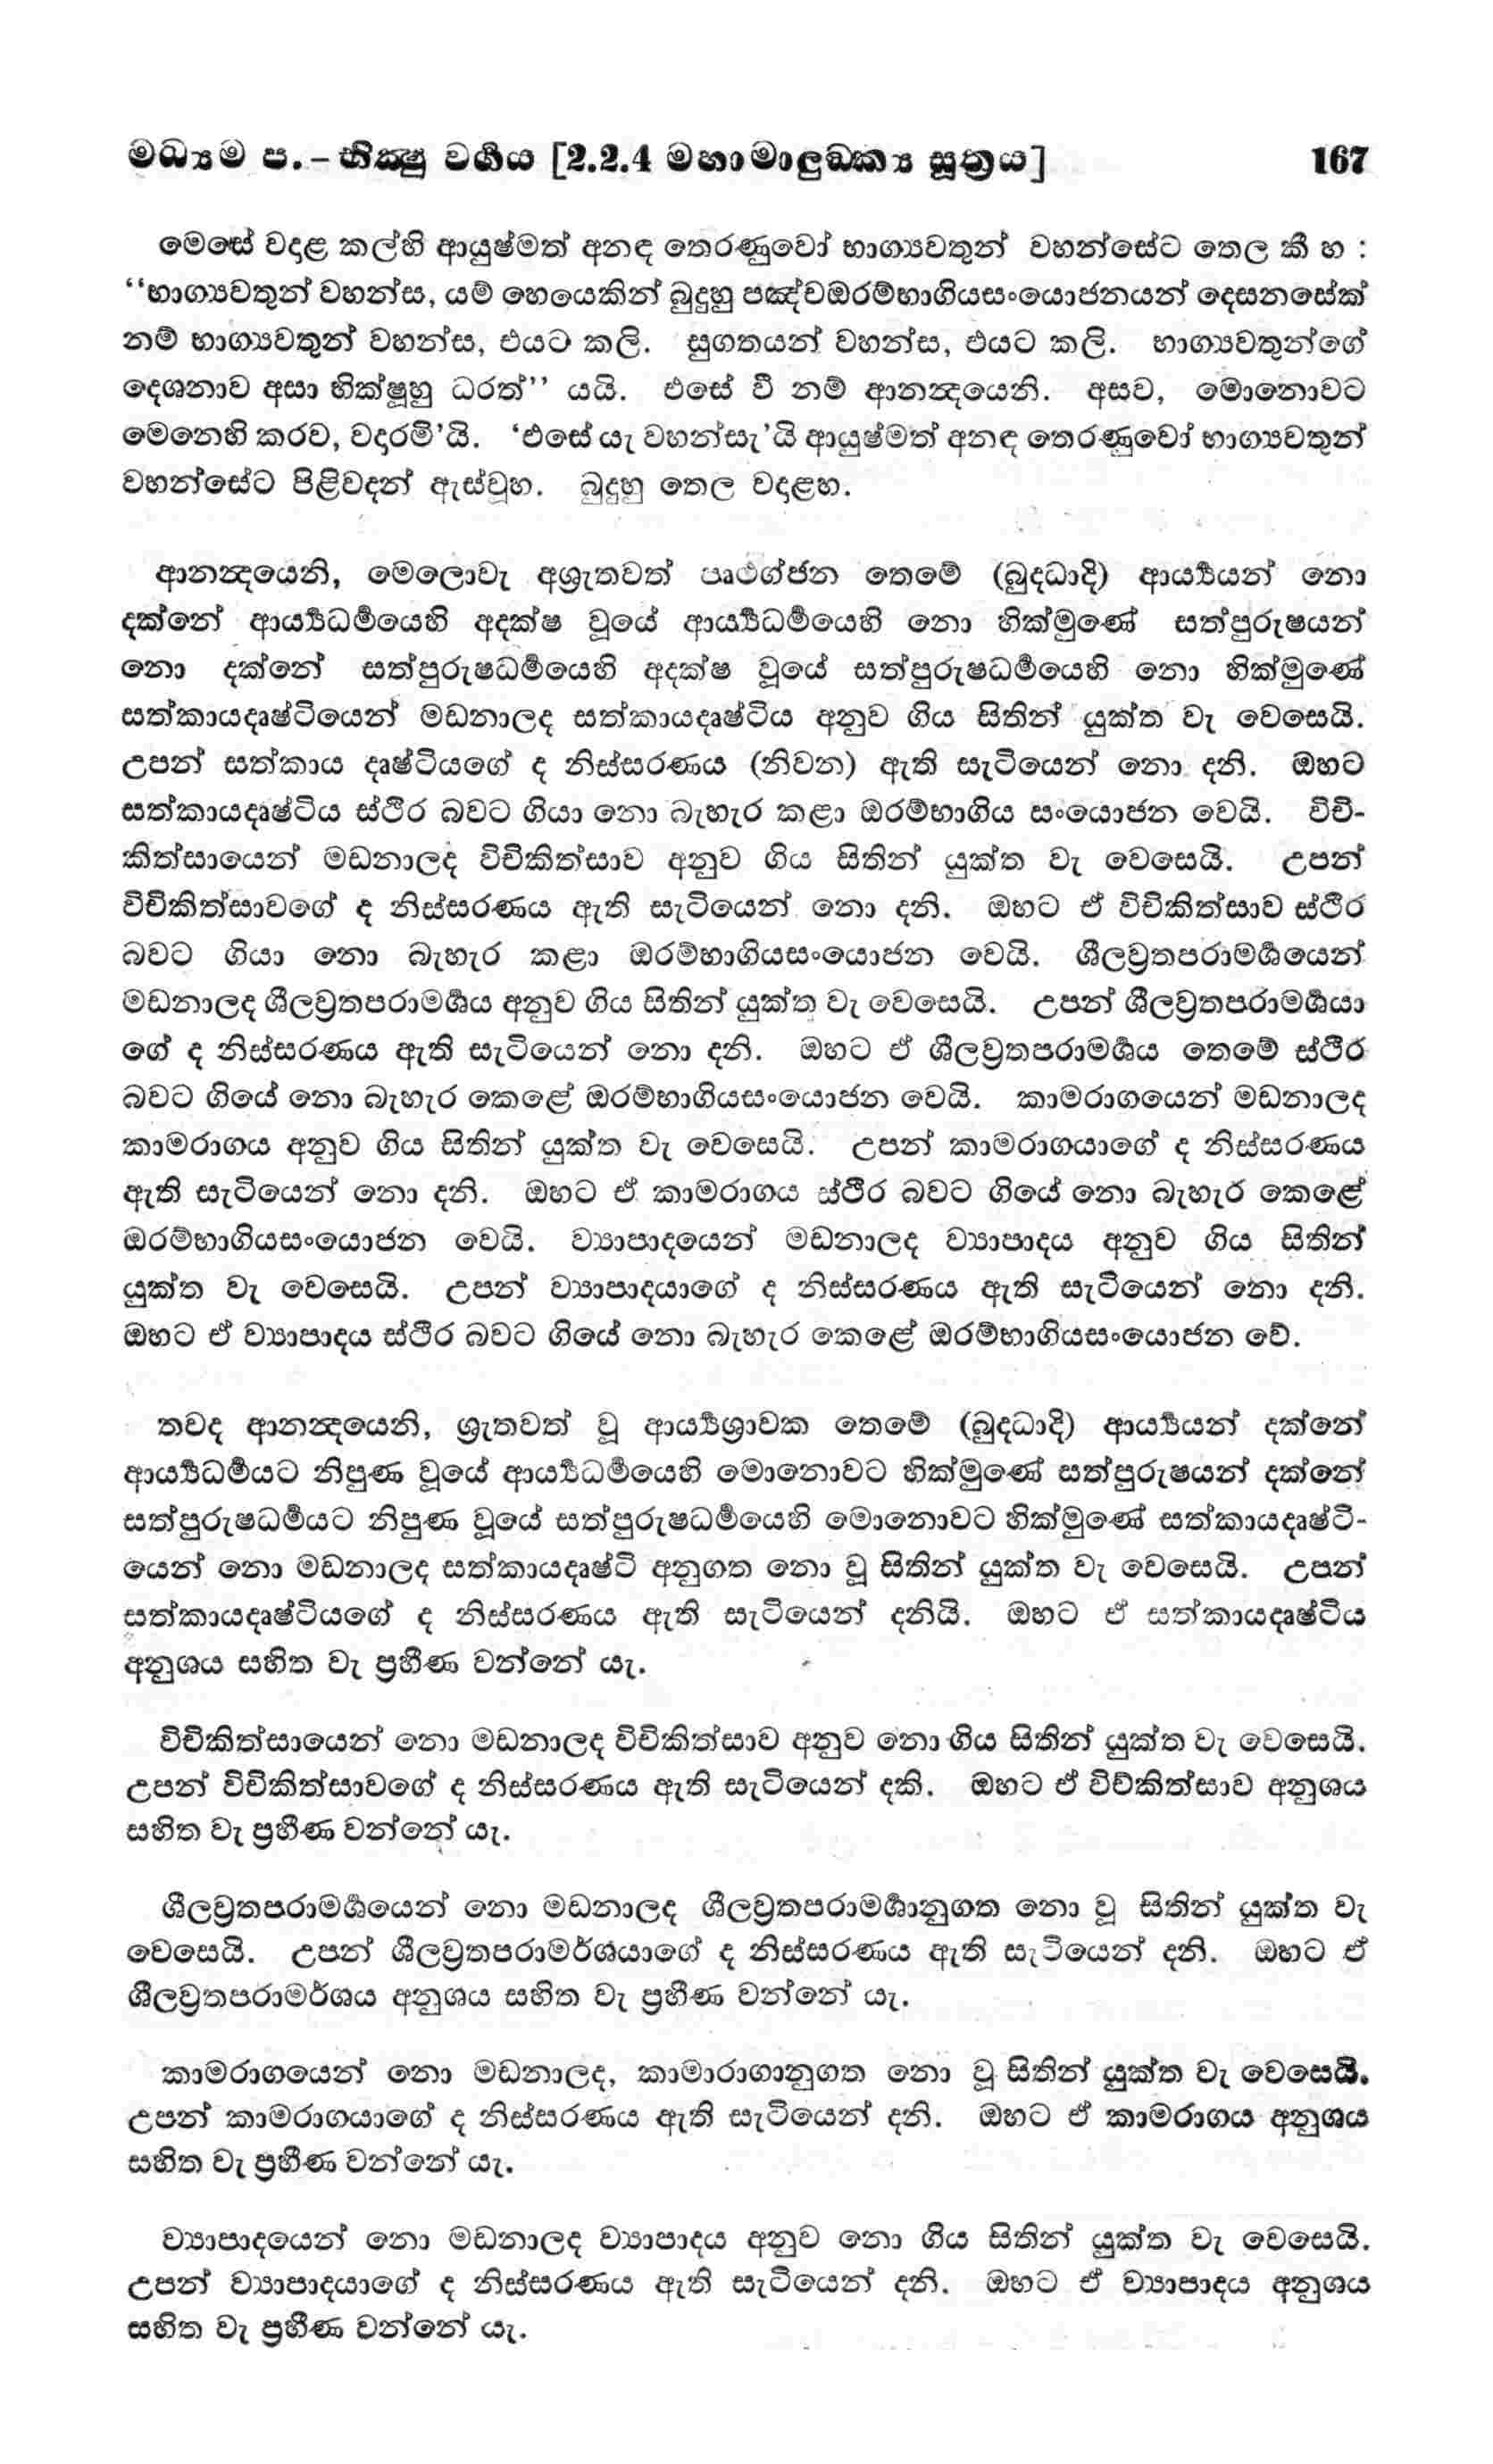 මධ්‍යම ප. – භික්‍ෂු වර්‍ගය [2.2.4 මහාමාලුඞ්ක්‍ය සූත්‍රය] 167
මෙසේ වදාළ කල්හි ආයුෂ්මත් අනඳ තෙරණුවෝ භාග්‍යවතුන් වහන්සේට තෙල කී හ :
“භාග්‍යවතුන් වහන්ස, යම් හෙයෙකින් බුදුහු පඤ්චඔරම්භාගියසංයොජනයන් දෙසනසේක්
නම් භාග්‍යවතුන් වහන්ස, එයට කලි. සුගතයන් වහන්ස, එයට කලි. භාග්‍යවතුන්ගේ
දෙශනාව අසා භික්ෂූහු ධරත්” යයි. එසේ වී නම් ආනන්‍දයෙනි. අසව, මොනොවට
මෙනෙහි කරව, වදාරමි’යි. ‘එසේ යැ වහන්සැ’යි ආයුෂ්මත් අනඳ තෙරණුවෝ භාග්‍යවතුන්
වහන්සේට පිළිවදන් ඇස්වූහ. බුදුහු තෙල වදාළහ.
ආනන්‍දයෙනි, මෙලොවැ අශ්‍රැතවත් පෘථග්ජන තෙමේ (බුද්ධාදි) ආර්‍ය්‍යයන් නො
දක්නේ ආර්‍ය්‍යධර්‍මයෙහි අදක්ෂ වූයේ ආර්‍ය්‍යධර්‍මයෙහි නො හික්මුණේ සත්පුරුෂයන්
නො දක්නේ සත්පුරුෂධර්‍මයෙහි අදක්ෂ වූයේ සත්පුරුෂධර්‍මයෙහි නො හික්මුණේ
සත්කායදෘෂ්ටියෙන් මඩනාලද සත්කායදෘෂ්ටිය අනුව ගිය සිතින් යුක්ත වැ වෙසෙයි.
උපන් සත්කාය දෘෂ්ටියගේ ද නිස්සරණය (නිවන) ඇති සැටියෙන් නො දනි. ඔහට
සත්කායදෘෂ්ටිය ස්ථිර බවට ගියා නො බැහැර කළා ඔරම්භාගිය සංයොජන වෙයි. විචි-
කිත්සායෙන් මඩනාලද විචිකිත්සාව අනුව ගිය සිතින් යුක්ත වැ වෙසෙයි. උපන්
විචිකිත්සාවගේ ද නිස්සරණය ඇති සැටියෙන් නො දනි. ඔහට ඒ විචිකිත්සාව ස්ථිර
බවට ගියා නො බැහැර කළා ඔරම්භාගියසංයොජන වෙයි. ශීලව්‍රතපරාමර්‍ශයෙන්
මඩනාලද ශීලව්‍රතපරාමර්‍ශය අනුව ගිය සිතින් යුක්ත වැ වෙසෙයි. උපන් ශීලව්‍රතපරාමර්‍ශයා
ගේ ද නිස්සරණය ඇති සැටියෙන් නො දනි. ඔහට ඒ ශීලව්‍රතපරාමර්‍ශය තෙමේ ස්ථිර
බවට ගියේ නො බැහැර කෙළේ ඔරම්භාගියසංයොජන වෙයි. කාමරාගයෙන් මඩනාලද
කාමරාගය අනුව ගිය සිතින් යුක්ත වැ වෙසෙයි. උපන් කාමරාගයාගේ ද නිස්සරණය
ඇති සැටියෙන් නො දනි. ඔහට ඒ කාමරාගය ස්ථිර බවට ගියේ නො බැහැර කෙළේ
ඔරම්භාගියසංයොජන වෙයි. ව්‍යාපාදයෙන් මඩනාලද ව්‍යාපාදය අනුව ගිය සිතින්
යුක්ත වැ වෙසෙයි. උපන් ව්‍යාපාදයාගේ ද නිස්සරණය ඇති සැටියෙන් නො දනි.
ඔහට ඒ ව්‍යාපාදය ස්ථිර බවට ගියේ නො බැහැර කෙළේ ඔරම්භාගියසංයොජන වේ.
තවද ආනන්‍දයෙනි, ශ්‍රැතවත් වූ ආර්‍ය්‍යශ්‍රාවක තෙමේ (බුද්ධාදි) ආර්‍ය්‍යයන් දක්නේ
ආර්‍ය්‍යධර්‍මයට නිපුණ වූයේ ආර්‍ය්‍යධර්‍මයෙහි මොනොවට හික්මුණේ සත්පුරුෂයන් දක්නේ
සත්පුරුෂධර්‍මයට නිපුණ වූයේ සත්පුරුෂධර්‍මයෙහි මොනොවට හික්මුණේ සත්කායදෘෂ්ටි-
යෙන් නො මඩනාලද සත්කායදෘෂ්ටි අනුගත නො වූ සිතින් යුක්ත වැ වෙසෙයි. උපන්
සත්කායදෘෂ්ටියගේ ද නිස්සරණය ඇති සැටියෙන් දනියි. ඔහට ඒ සත්කායදෘෂ්ටිය
අනුශය සහිත වැ ප්‍රහීණ වන්නේ යැ.
විචිකිත්සායෙන් නො මඩනාලද විචිකිත්සාව අනුව නො ගිය සිතින් යුක්ත වැ වෙසෙයි.
උපන් විචිකිත්සාවගේ ද නිස්සරණය ඇති සැටියෙන් දකි. ඔහට ඒ විචිකිත්සාව අනුශය
සහිත වැ ප්‍රහීණ වන්නේ යැ.
ශීලව්‍රතපරාමර්‍ශයෙන් නො මඩනාලද ශීලව්‍රතපරාමර්‍ශානුගත නො වූ සිතින් යුක්ත වැ
වෙසෙයි. උපන් ශීලව්‍රතපරාමර්ශයාගේ ද නිස්සරණය ඇති සැටියෙන් දනි. ඔහට ඒ
ශීලව්‍රතපරාමර්ශය අනුශය සහිත වැ ප්‍රහීණ වන්නේ යැ.
කාමරාගයෙන් නො මඩනාලද, කාමාරාගානුගත නො වූ සිතින් යුක්ත වැ වෙසෙයි.
උපන් කාමරාගයාගේ ද නිස්සරණය ඇති සැටියෙන් දනි. ඔහට ඒ කාමරාගය අනුශය
සහිත වැ ප්‍රහීණ වන්නේ යැ.
ව්‍යාපාදයෙන් නො මඩනාලද ව්‍යාපාදය අනුව නො ගිය සිතින් යුක්ත වැ වෙසෙයි.
උපන් ව්‍යාපාදයාගේ ද නිස්සරණය ඇති සැටියෙන් දනි. ඔහට ඒ ව්‍යාපාදය අනුශය
සහිත වැ ප්‍රහීණ වන්නේ යැ.